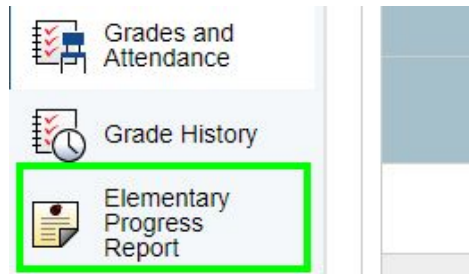 Grades and
Attendance
Grade History
Elementary
Progress
Report